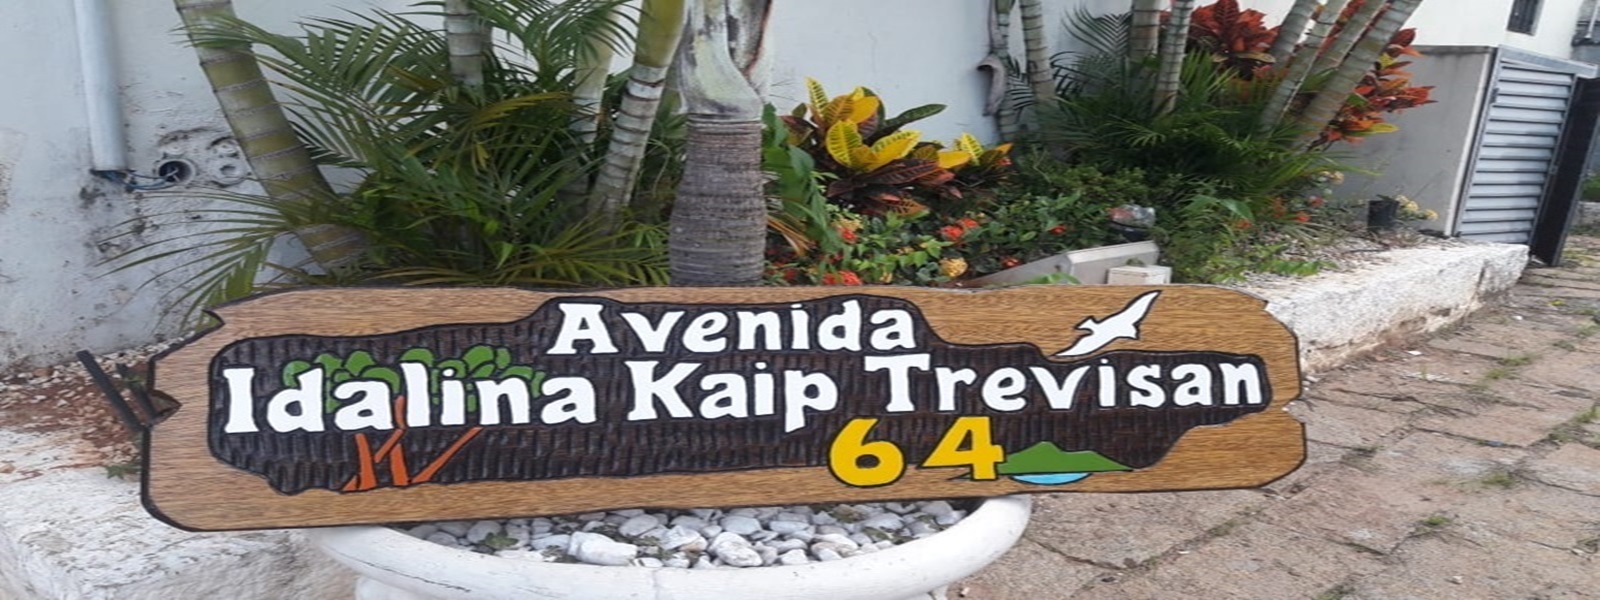 Avenida
Idalina Kaip Trevisan
64